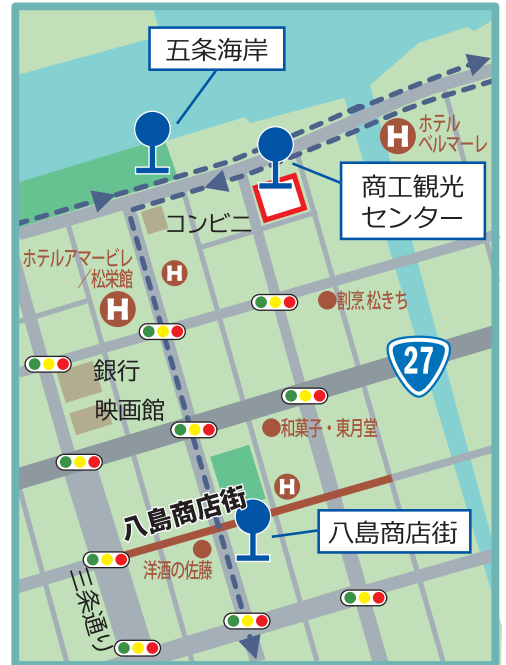 五条海岸
ホテル
ベルマーレ
商工観光
センター
コンビニ
ホテルアマービレ
／松栄館
H
H
H
割烹 松きち
27
銀行
映画館
和菓子・東月堂
H
八島商店街
八島商店街
洋酒の佐藤
三条通り